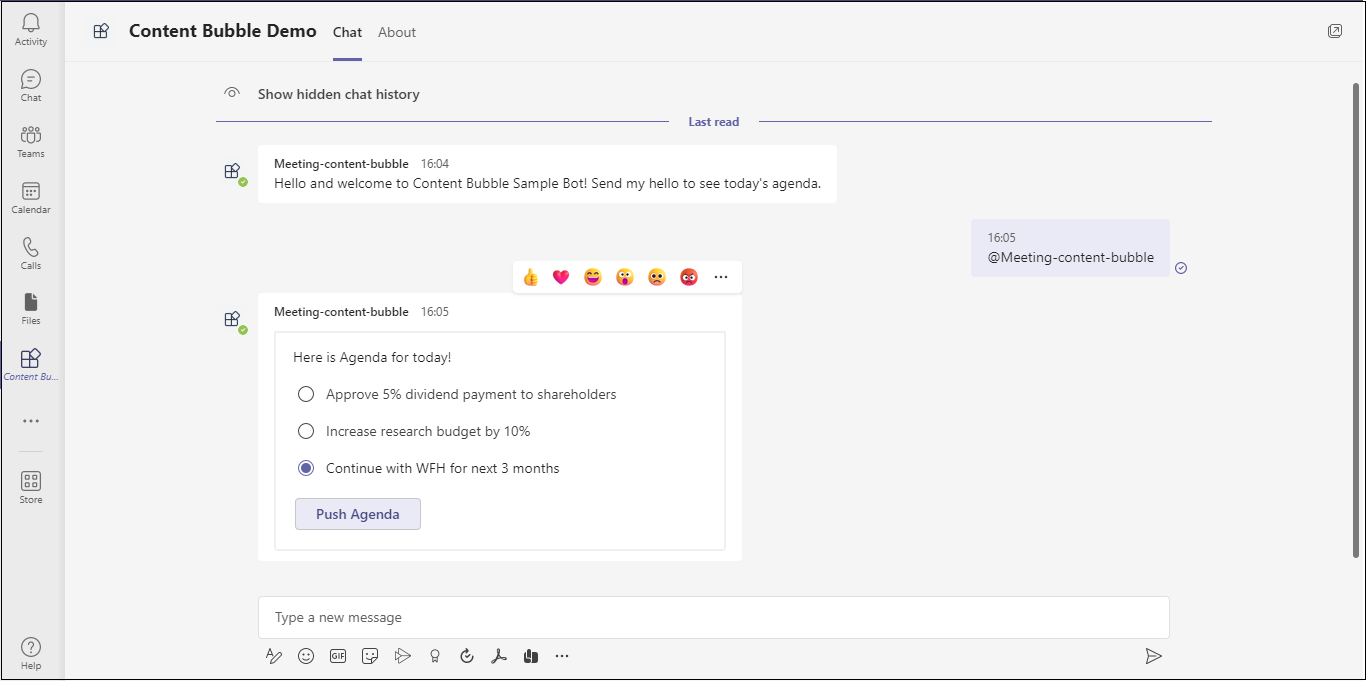 Activity
Chat
Teams
Calendar
Calls
Files
Content Bu...
Store
Help
Content Bubble Demo Chat About
Show hidden chat history
Last read
Meeting-content-bubble 16:04
Hello and welcome to Content Bubble Sample Bot! Send my hello to see today's agenda.
16:05
@Meeting-content-bubble
Meeting-content-bubble 16:05
Here is Agenda for today!
Approve 5% dividend payment to shareholders
Increase research budget by 10%
Continue with WFH for next 3 months
Push Agenda
Type a new message
GIF